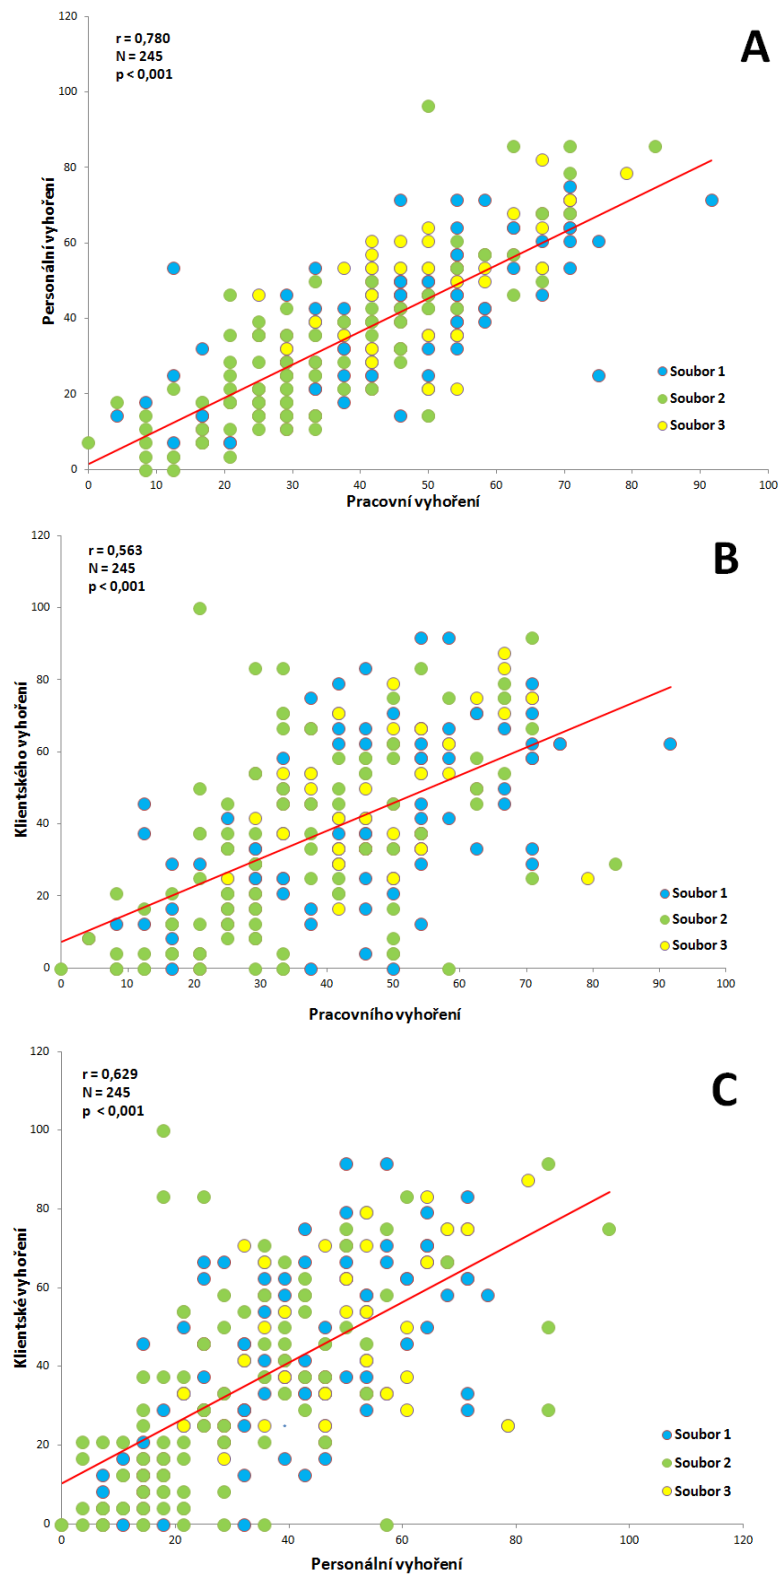 120
100
80
60
40
20
0
r = 0,780
N = 245
p < 0,001
A
Personální vyhoření
Soubor 1
Soubor 2
Soubor 3
0 10 20 30 40 50 60 70 80 90 100
Pracovní vyhoření
120
100
80
60
40
20
0
r = 0,563
N = 245
p < 0,001
B
Klientského vyhoření
Soubor 1
Soubor 2
Soubor 3
0 10 20 30 40 50 60 70 80 90 100
Pracovního vyhoření
120
100
80
60
40
20
0
r = 0,629
N = 245
p < 0,001
C
Klientské vyhoření
Soubor 1
Soubor 2
Soubor 3
0 20 40 60 80 100 120
Personální vyhoření